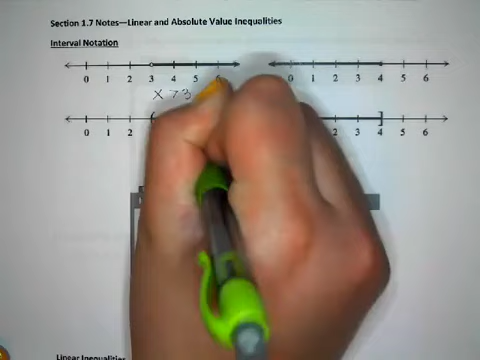 Section 1.7 Notes—Linear and Absolute Value Inequalities
Interval Notation
0 1 2 3 4 5 6 0 1 2 3 4 5 6
X > 3
0 1 2 2 3 4 5 6
Linear Inequalities